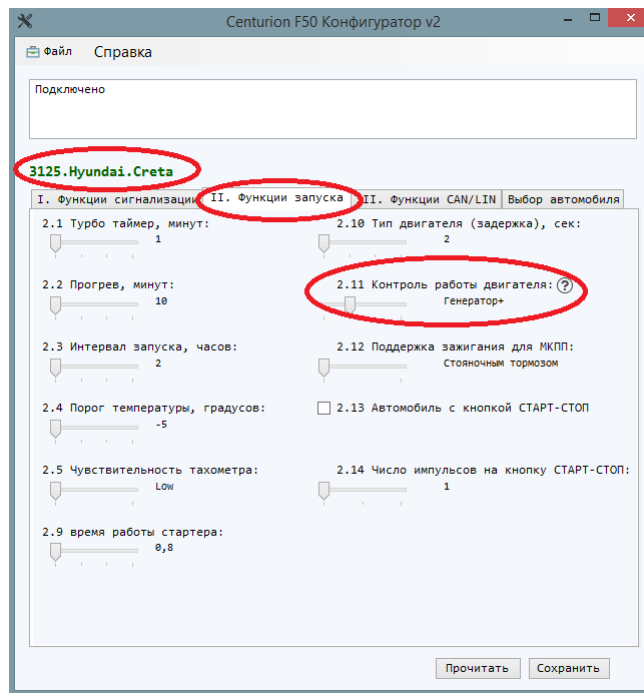 Centurion F50 Конфигуратор v2
Файл Справка
Подключено
3125.Hyundai.Creta
I. Функции сигнализации II. Функции запуска II. Функции CAN/LIN Выбор автомобиля
2.1 Турбо таймер, минут:
1
2.2 Прогрев, минут:
10
2.3 Интервал запуска, часов:
2
2.4 Порог температуры, градусов:
-5
2.5 Чувствительность тахометра:
Low
2.9 время работы стартера:
0,8
2.10 Тип двигателя (задержка), сек:
2
2.11 Контроль работы двигателя: ?
Генератор+
2.12 Поддержка зажигания для МКПП:
Стояночным тормозом
2.13 Автомобиль с кнопкой СТАРТ-СТОП
2.14 Число импульсов на кнопку СТАРТ-СТОП:
1
Прочитать Сохранить